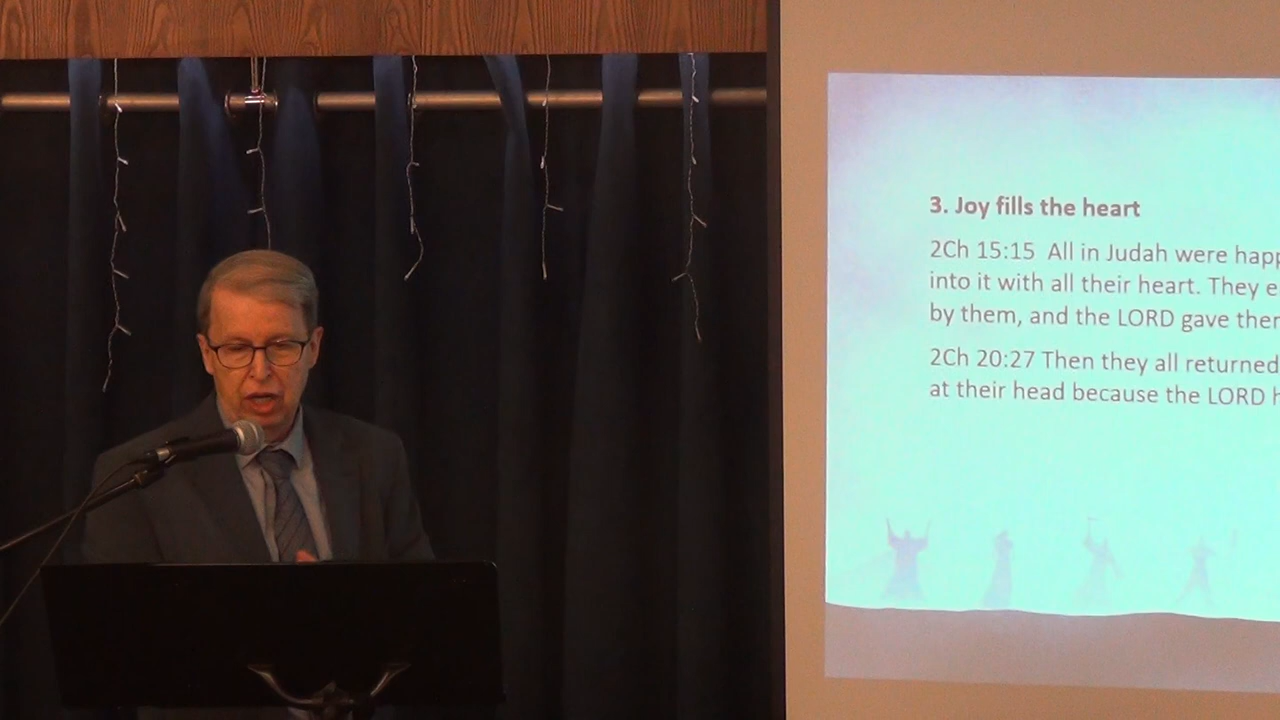 3. Joy fills the heart
2Ch 15:15 All in Judah were happ
into it with all their heart. They e
by them, and the LORD gave ther
2Ch 20:27 Then they all returned
at their head because the LORD h